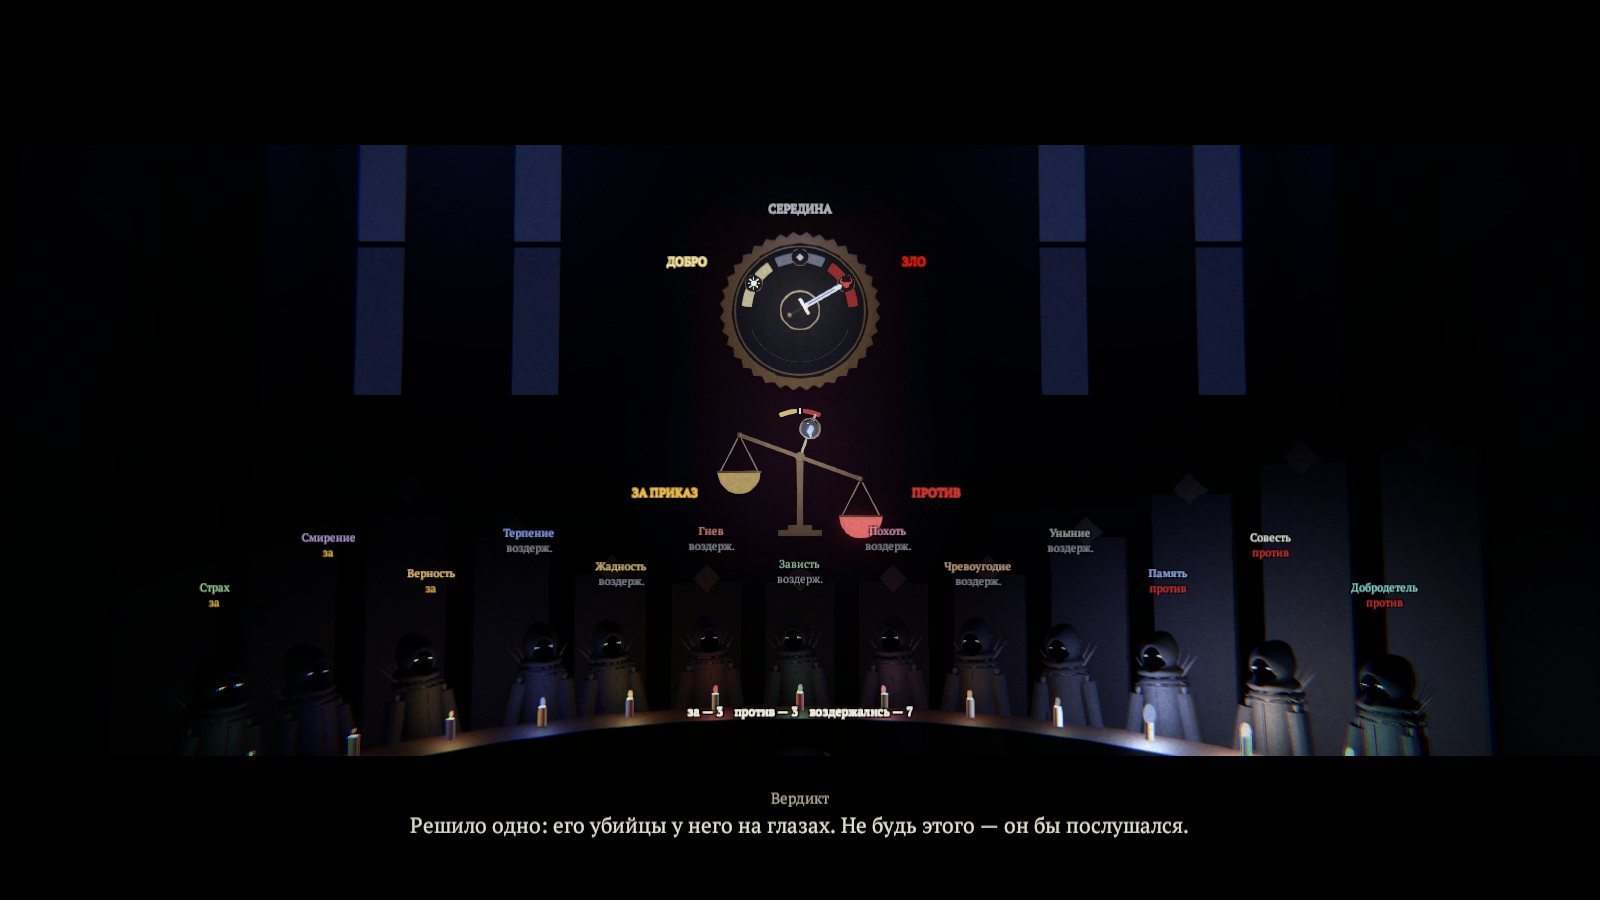 СЕРЕДИНА
ДОБРО
ЗЛО
ЗА ПРИКАЗ
ПРОТИВ
Страх
за
Смирение
за
Верность
за
Терпение
воздерж.
Жадность
воздерж.
Гнев
воздерж.
Зависть
воздерж.
Похоть
воздерж.
Чревоугодие
воздерж.
Уныние
воздерж.
Память
против
Совесть
против
Добродетель
против
за — 3 против — 3 воздержались — 7
Вердикт
Решило одно: его убийцы у него на глазах. Не будь этого — он бы послушался.